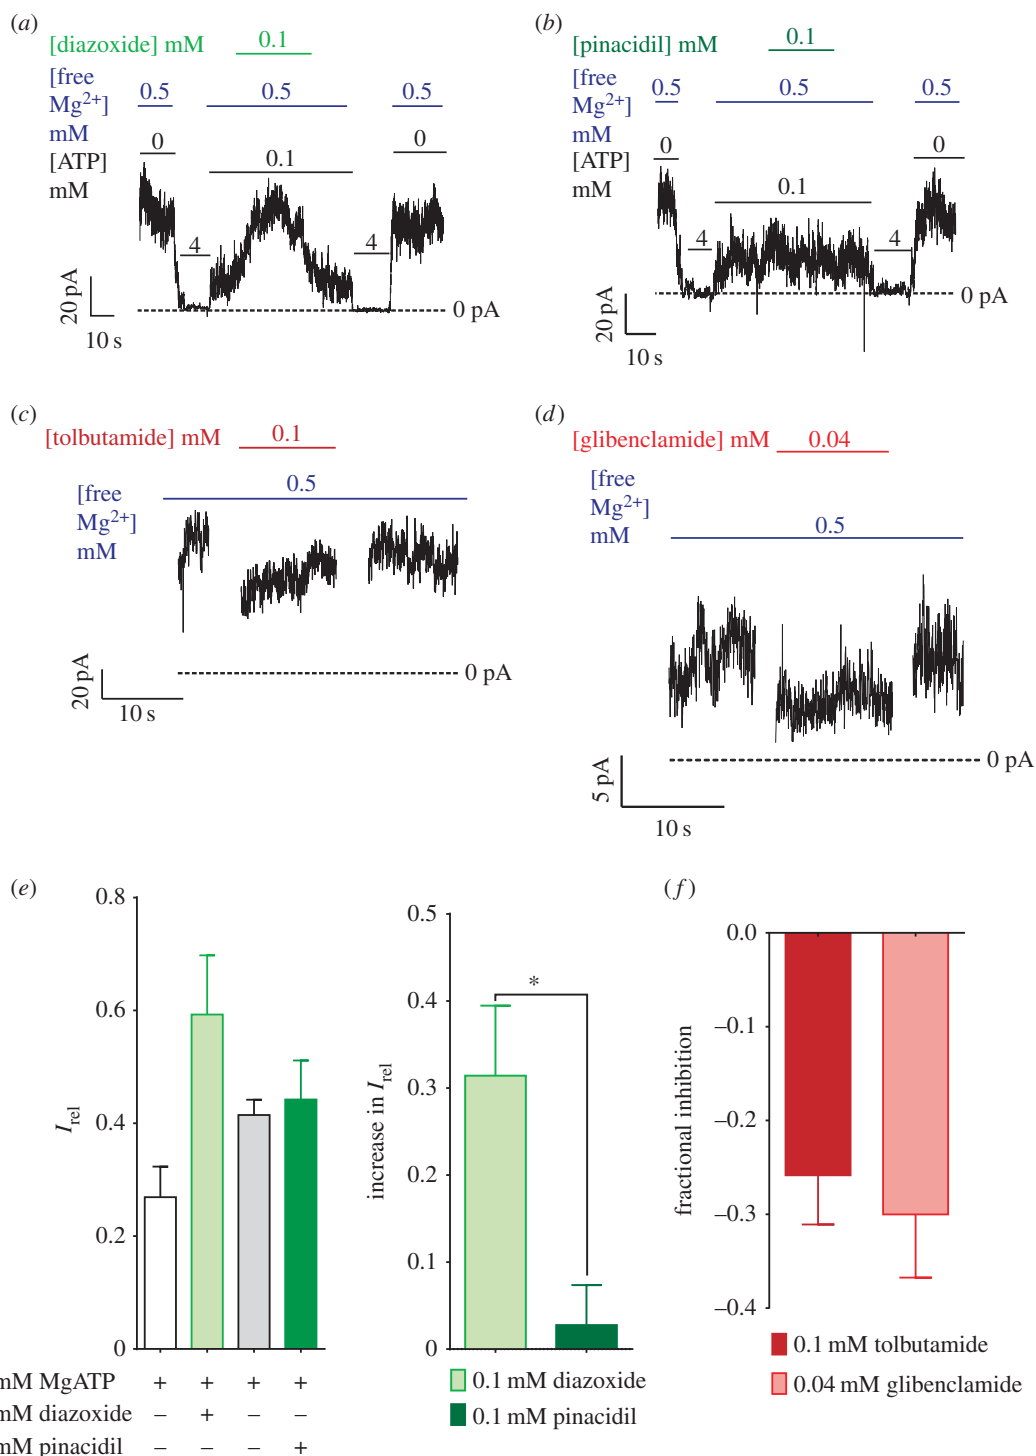 (a)
[diazoxide] mM 0.1
[free Mg2+] mM 0.5 0.5 0.5
[ATP] mM 0 4 0.1 4 0
20 pA
10 s
0 pA
(b)
[pinacidil] mM 0.1
[free Mg2+] mM 0.5 0.5 0.5
[ATP] mM 0 4 0.1 4 0
20 pA
10 s
0 pA
(c)
[tolbutamide] mM 0.1
[free Mg2+] mM 0.5
20 pA
10 s
0 pA
(d)
[glibenclamide] mM 0.04
[free Mg2+] mM 0.5
5 pA
10 s
0 pA
(e)
0.8
0.6
0.4
0.2
0
Irel
mM MgATP + + + +
mM diazoxide – + – –
mM pinacidil – – – +
0.5
0.4
0.3
0.2
0.1
0
increase in Irel
*
0.1 mM diazoxide
0.1 mM pinacidil
(f)
0.0
–0.1
–0.2
–0.3
–0.4
fractional inhibition
0.1 mM tolbutamide
0.04 mM glibenclamide